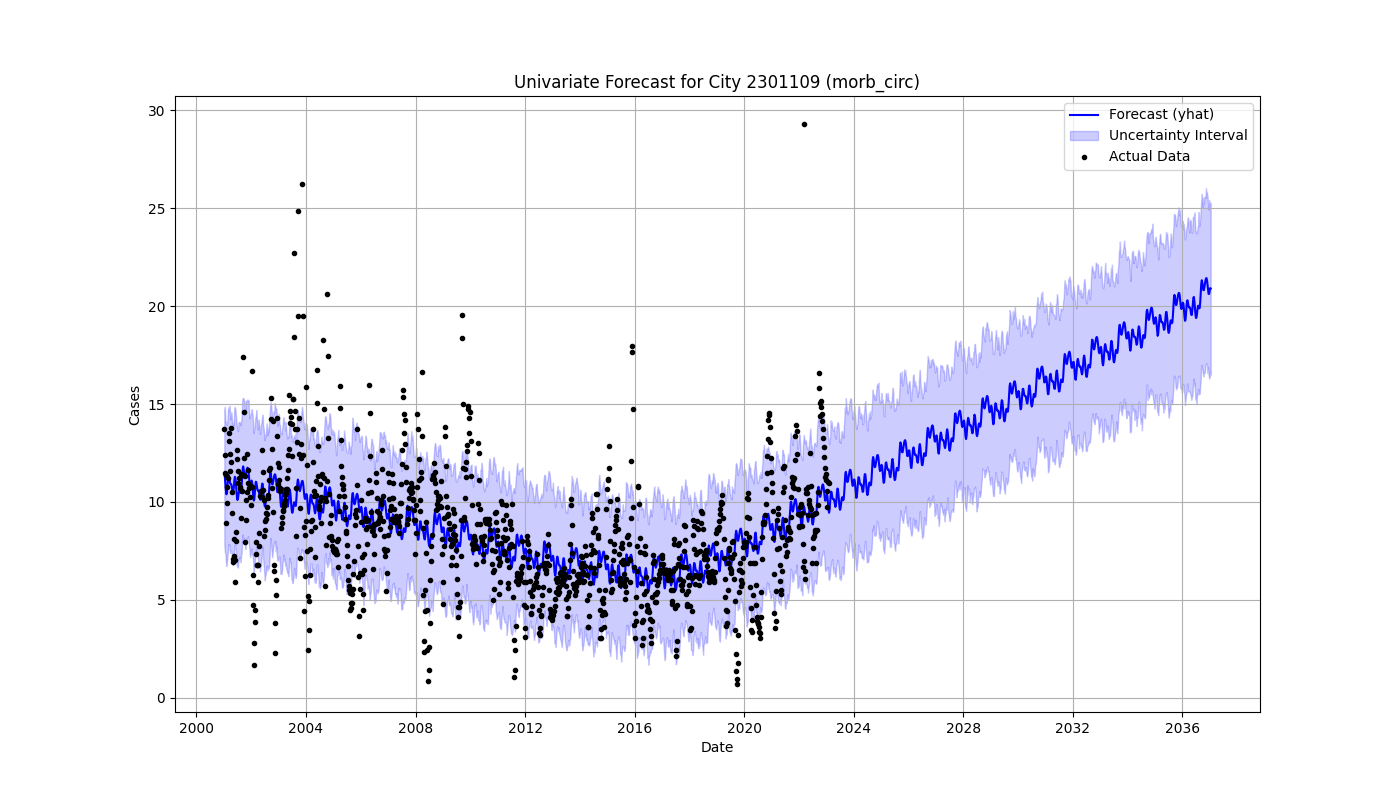 Univariate Forecast for City 2301109 (morb_circ)
Forecast (yhat)
Uncertainty Interval
Actual Data
Cases
30
25
20
15
10
5
0
2000 2004 2008 2012 2016 2020 2024 2028 2032 2036
Date